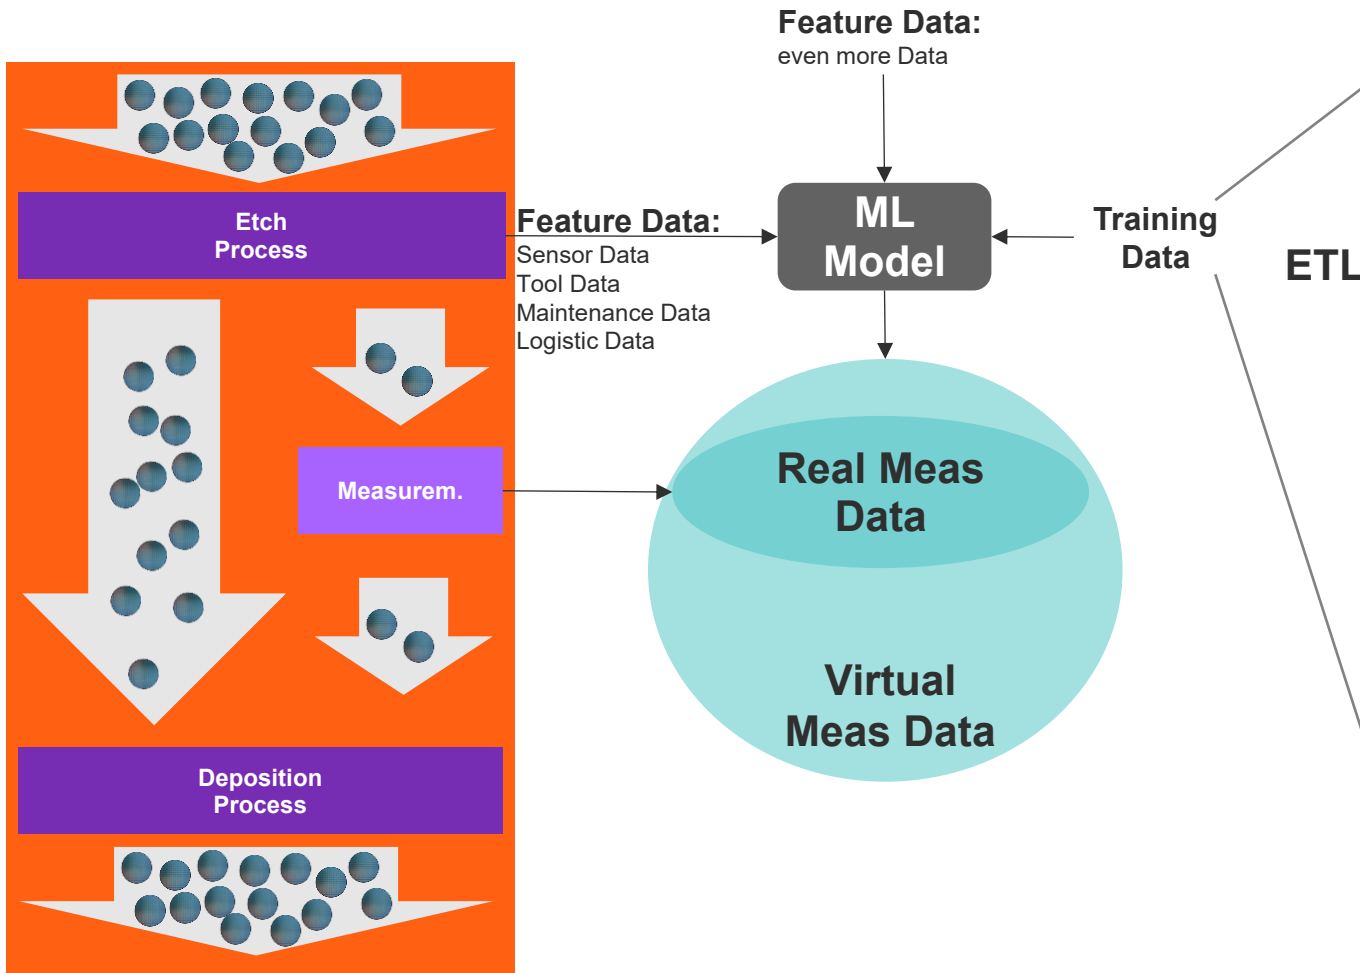 Feature Data:
even more Data
Etch
Process
Feature Data:
Sensor Data
Tool Data
Maintenance Data
Logistic Data
ML
Model
Training
Data
ETL
Measurem.
Real Meas
Data
Virtual
Meas Data
Deposition
Process